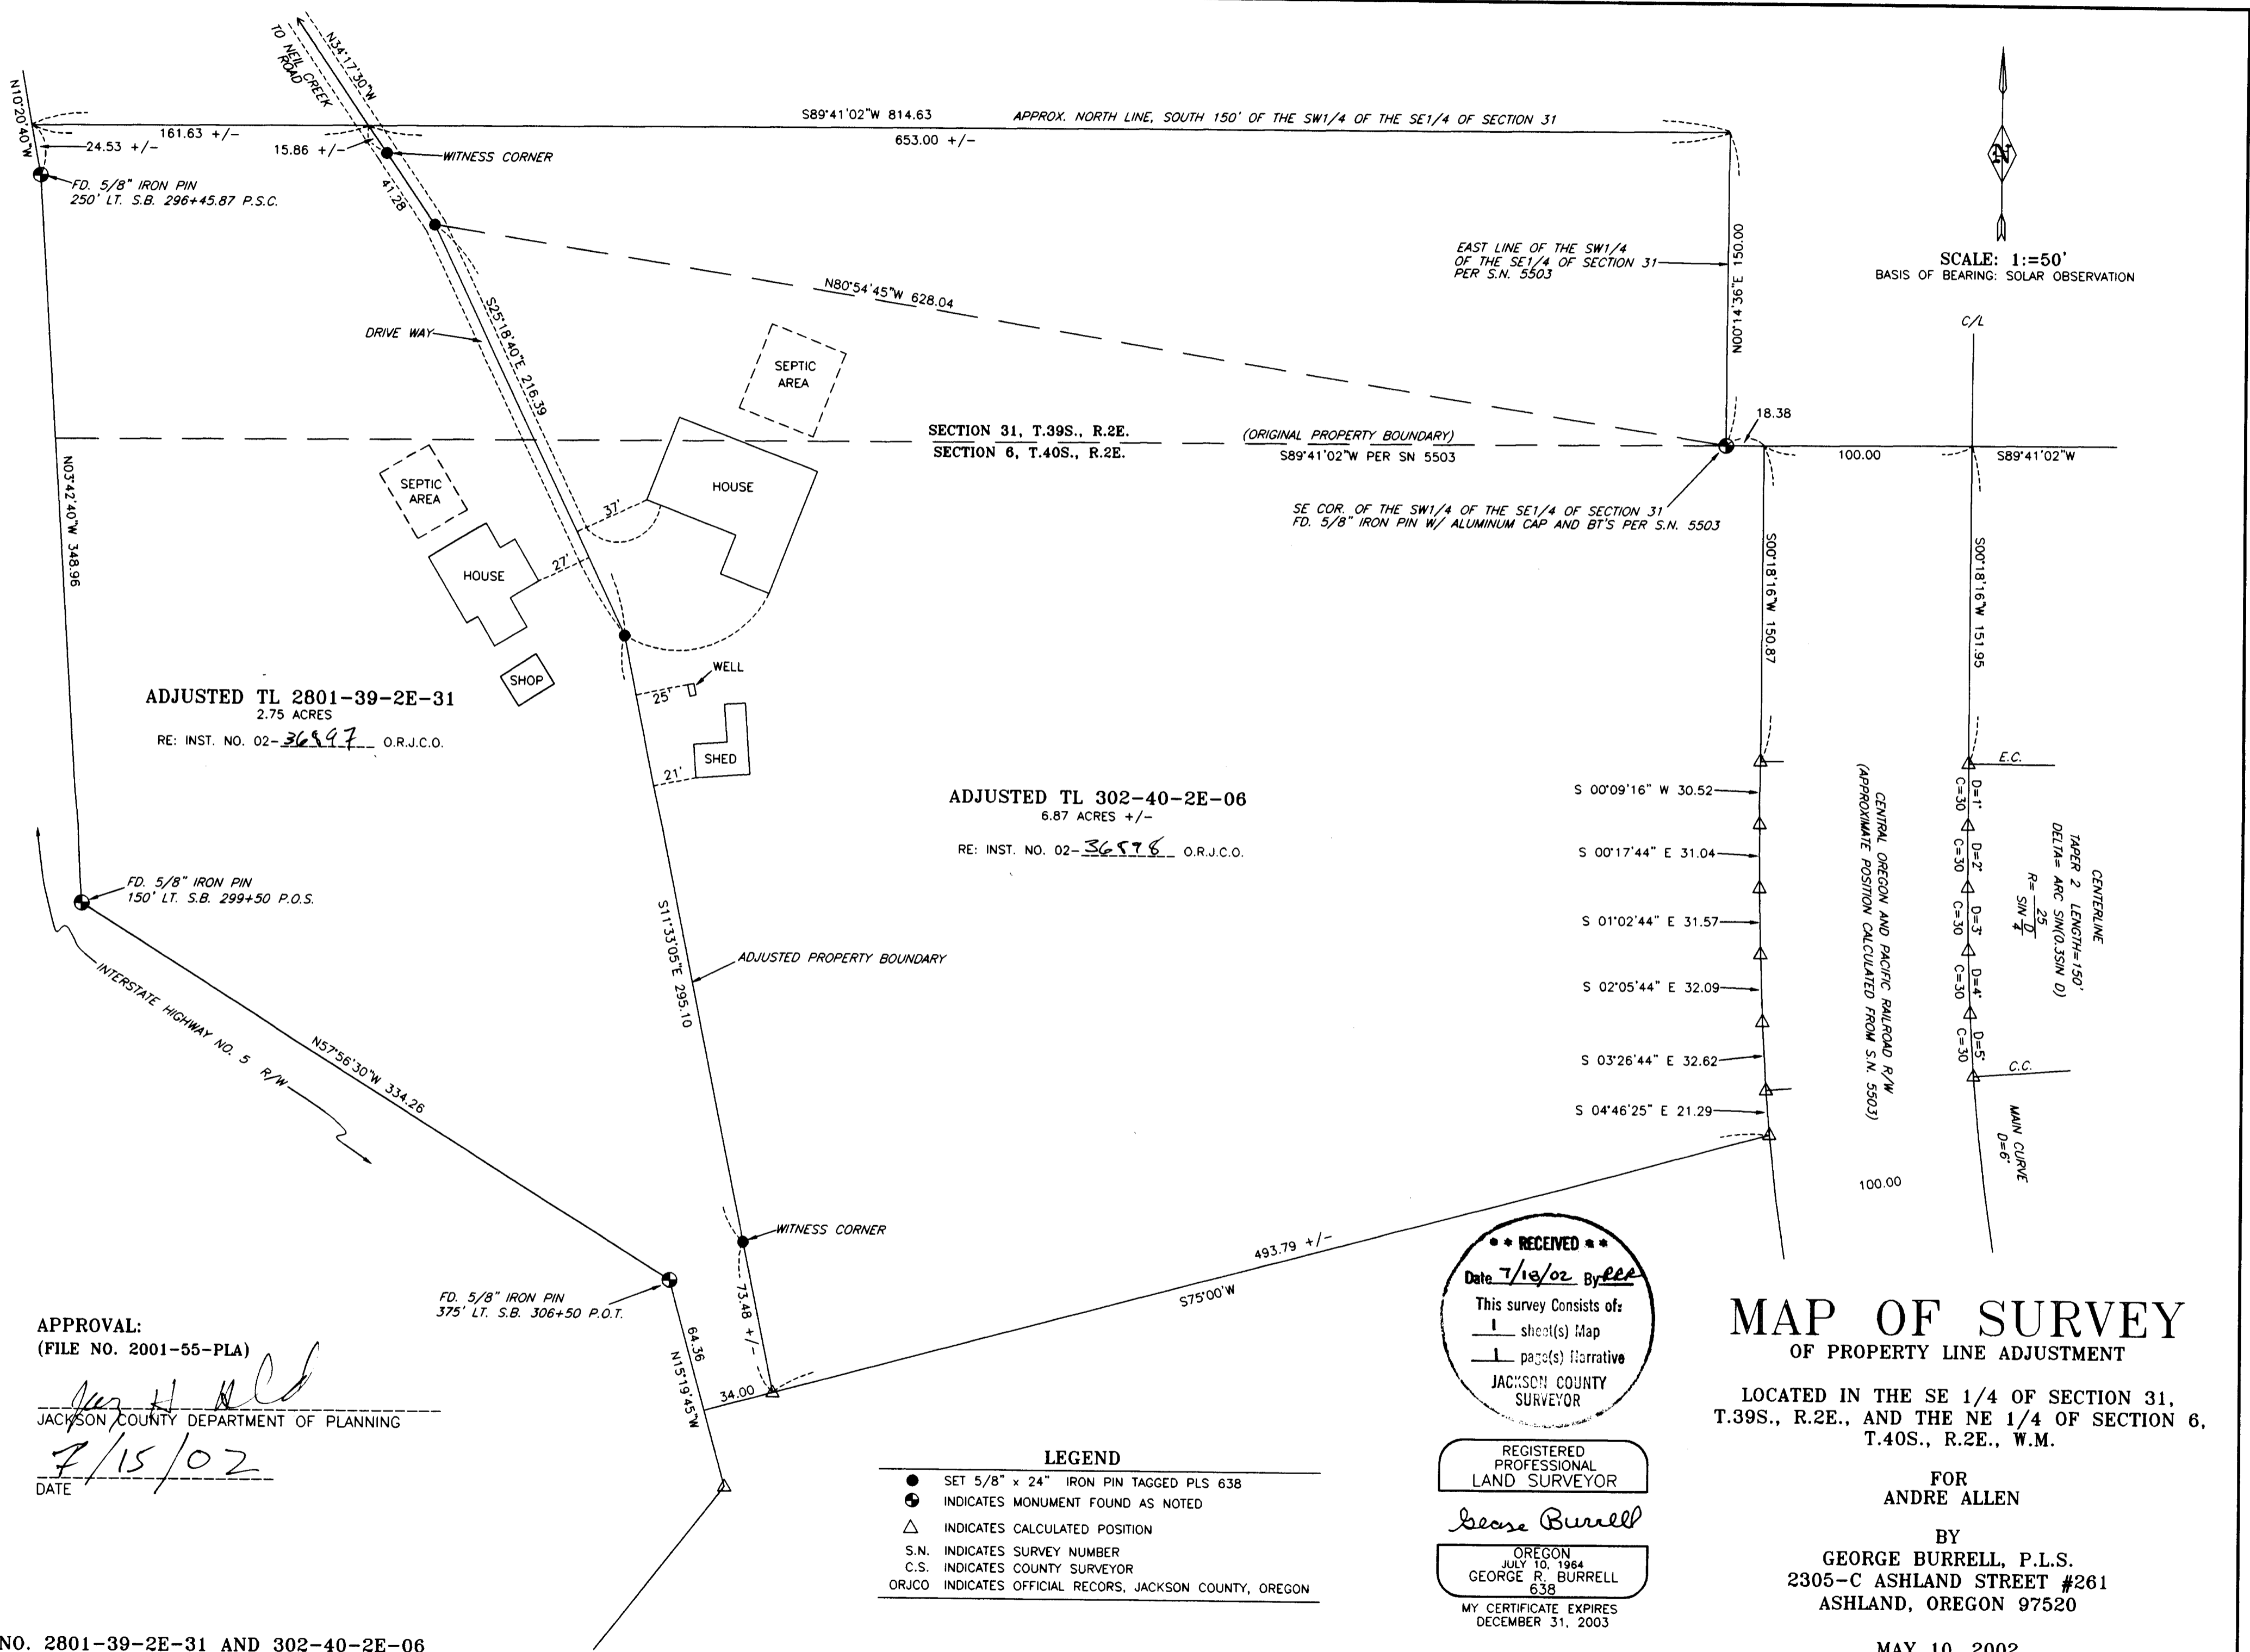 N34°17'30"W
TO NEIL CREEK
ROAD
N10°20'40"W
161.63 +/-
24.53 +/-
15.86 +/-
WITNESS CORNER
S89°41'02"W 814.63
APPROX. NORTH LINE, SOUTH 150' OF THE SW1/4 OF THE SE1/4 OF SECTION 31
653.00 +/-
FD. 5/8" IRON PIN
250' LT. S.B. 296+45.87 P.S.C.
41.28
N
SCALE: 1:=50'
BASIS OF BEARING: SOLAR OBSERVATION
EAST LINE OF THE SW1/4
OF THE SE1/4 OF SECTION 31
PER S.N. 5503
N00°14'36"E 150.00
N80°54'45"W 628.04
DRIVE WAY
S25°18'40"E 216.39
C/L
SEPTIC
AREA
18.38
SECTION 31, T.39S., R.2E.
SECTION 6, T.40S., R.2E.
(ORIGINAL PROPERTY BOUNDARY)
S89°41'02"W PER SN 5503
100.00
S89°41'02"W
SEPTIC
AREA
HOUSE
37'
SE COR. OF THE SW1/4 OF THE SE1/4 OF SECTION 31
FD. 5/8" IRON PIN W/ ALUMINUM CAP AND BT'S PER S.N. 5503
N03°42'40"W 348.96
HOUSE
27'
S00°18'16"W 150.87
S00°18'16"W 151.95
WELL
SHOP
25'
ADJUSTED TL 2801-39-2E-31
2.75 ACRES
RE: INST. NO. 02-36897 O.R.J.C.O.
SHED
21'
ADJUSTED TL 302-40-2E-06
6.87 ACRES +/-
RE: INST. NO. 02-36898 O.R.J.C.O.
E.C.
S 00°09'16" W 30.52
S 00°17'44" E 31.04
S 01°02'44" E 31.57
S 02°05'44" E 32.09
S 03°26'44" E 32.62
S 04°46'25" E 21.29
CENTRAL OREGON AND PACIFIC RAILROAD R/W
(APPROXIMATE POSITION CALCULATED FROM S.N. 5503)
D=1°
C=30
D=2°
C=30
D=3°
C=30
D=4°
C=30
D=5°
C=30
CENTERLINE
TAPER 2 LENGTH=150'
DELTA= ARC SIN(0.3SIN D)
R= 25
SIN D
4
C.C.
MAIN CURVE
D=6°
100.00
FD. 5/8" IRON PIN
150' LT. S.B. 299+50 P.O.S.
INTERSTATE HIGHWAY NO. 5 R/W
N57°56'30"W 334.26
S11°33'05"E 295.10
ADJUSTED PROPERTY BOUNDARY
WITNESS CORNER
73.48 +/-
FD. 5/8" IRON PIN
375' LT. S.B. 306+50 P.O.T.
64.36
N15°19'45"W
34.00
493.79 +/-
S75°00'W
APPROVAL:
(FILE NO. 2001-55-PLA)
JACKSON COUNTY DEPARTMENT OF PLANNING
7/15/02
DATE
LEGEND
SET 5/8" x 24" IRON PIN TAGGED PLS 638
INDICATES MONUMENT FOUND AS NOTED
INDICATES CALCULATED POSITION
S.N. INDICATES SURVEY NUMBER
C.S. INDICATES COUNTY SURVEYOR
ORJCO INDICATES OFFICIAL RECORS, JACKSON COUNTY, OREGON
* * RECEIVED * *
Date 7/18/02 By RRR
This survey Consists of:
1 sheet(s) Map
1 page(s) Narrative
JACKSON COUNTY
SURVEYOR
REGISTERED
PROFESSIONAL
LAND SURVEYOR
George Burrell
OREGON
JULY 10, 1964
GEORGE R. BURRELL
638
MY CERTIFICATE EXPIRES
DECEMBER 31, 2003
MAP OF SURVEY
OF PROPERTY LINE ADJUSTMENT
LOCATED IN THE SE 1/4 OF SECTION 31,
T.39S., R.2E., AND THE NE 1/4 OF SECTION 6,
T.40S., R.2E., W.M.
FOR
ANDRE ALLEN
BY
GEORGE BURRELL, P.L.S.
2305-C ASHLAND STREET #261
ASHLAND, OREGON 97520
MAY 10, 2002
NO. 2801-39-2E-31 AND 302-40-2E-06